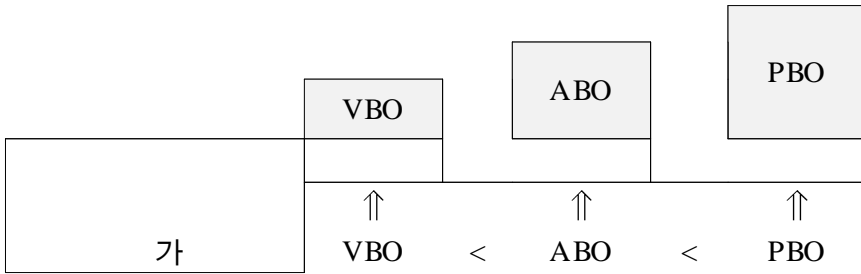 PBO
ABO
VBO
⇑ ⇑ ⇑
가 VBO < ABO < PBO